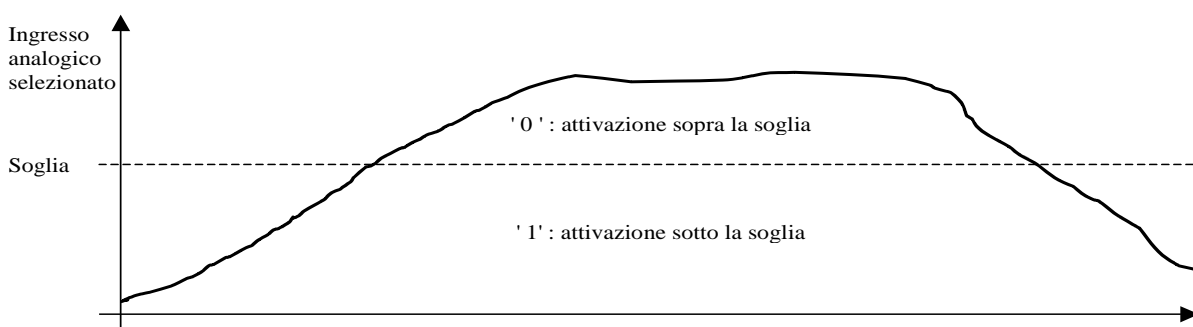 Ingresso
analogico
selezionato
' 0 ' : attivazione sopra la soglia
Soglia
' 1' : attivazione sotto la soglia